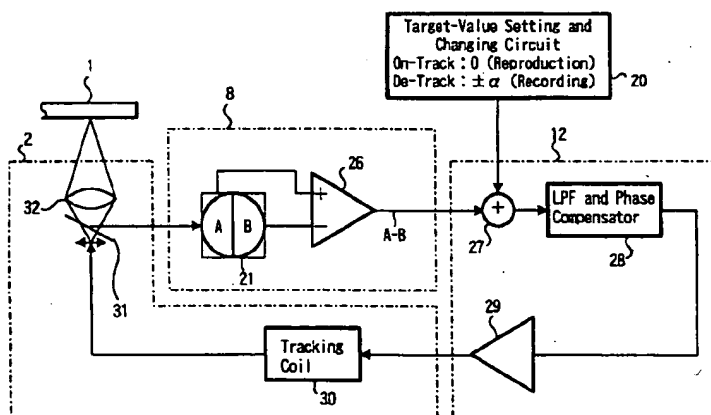 Target-Value Setting and
Changing Circuit
On-Track : 0 (Reproduction)
De-Track : ±α (Recording)
20
1
8
2
12
26
32
A B
+
−
A-B
+
27
LPF and Phase
Compensator
28
21
31
29
Tracking
Coil
30